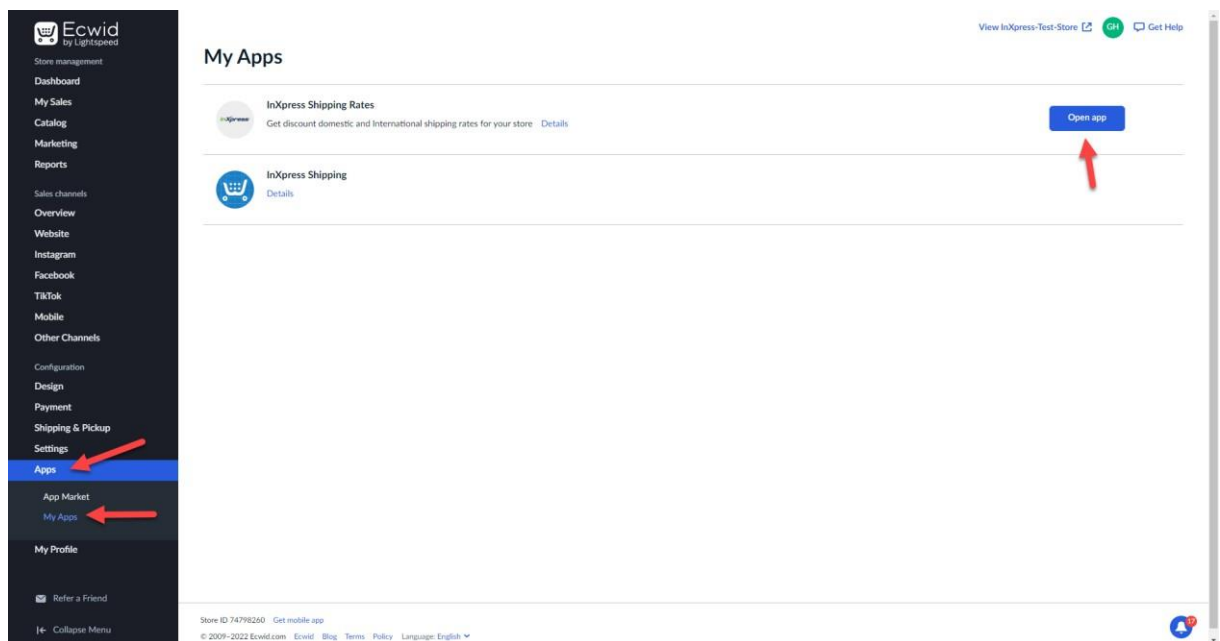 Ecwid
by Lightspeed
Store management
Dashboard
My Sales
Catalog
Marketing
Reports
Sales channels
Overview
Website
Instagram
Facebook
TikTok
Mobile
Other Channels
Configuration
Design
Payment
Shipping & Pickup
Settings
Apps
App Market
My Apps
My Profile
Refer a Friend
Collapse Menu
View InXpress-Test-Store
GH
Get Help
My Apps
InXpress
InXpress Shipping Rates
Get discount domestic and International shipping rates for your store Details
Open app
InXpress Shipping
Details
Store ID 74798260 Get mobile app
© 2009–2022 Ecwid.com Ecwid Blog Terms Policy Language: English
17